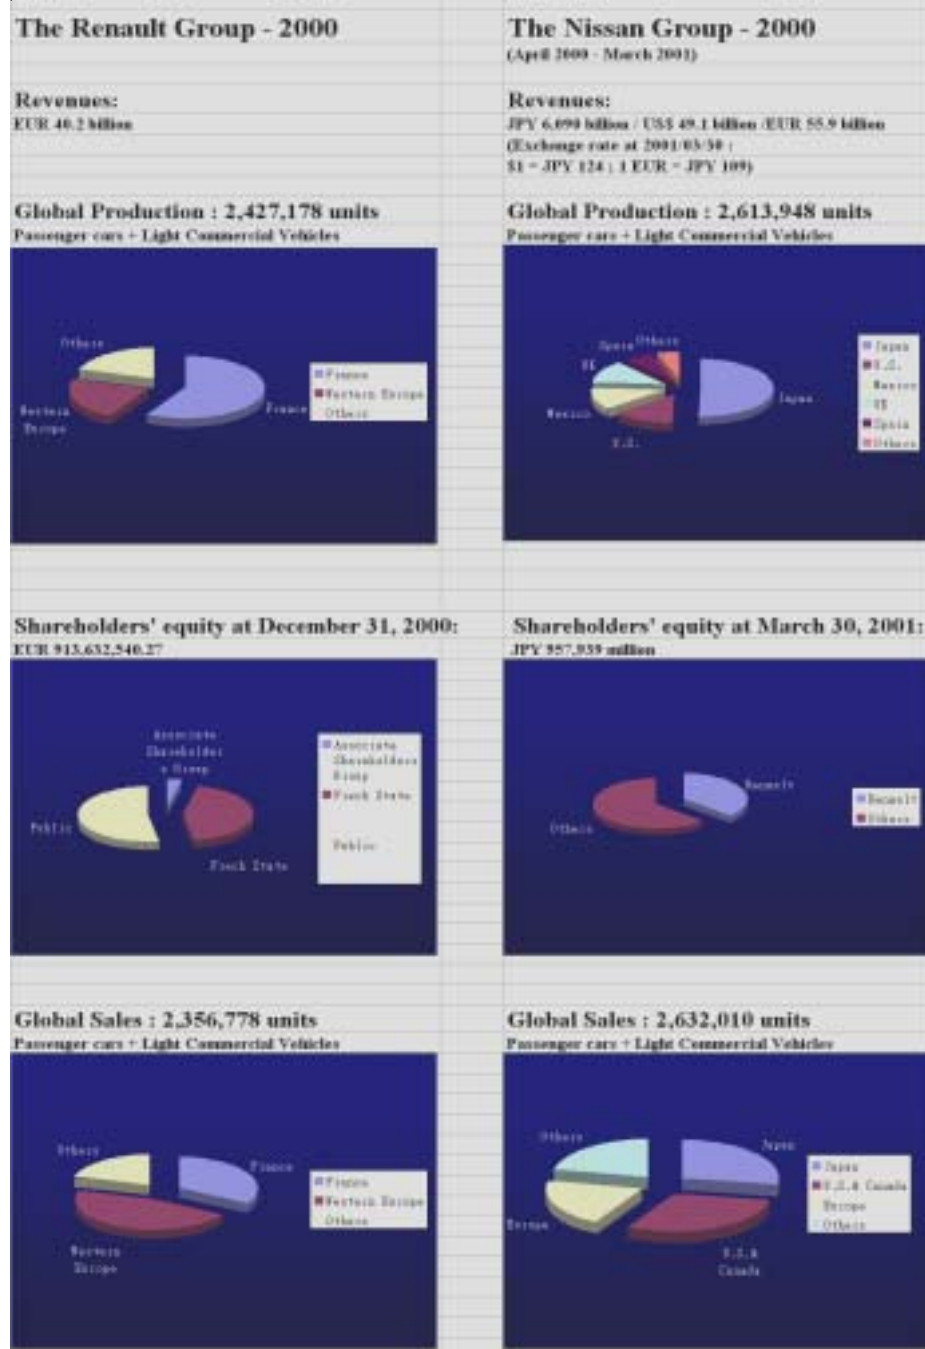 The Renault Group - 2000
Revenues:
EUR 40.2 billion
Global Production : 2,427,178 units
Passenger cars + Light Commercial Vehicles
Others
Western
Europe
France
France
Western Europe
Others
Shareholders' equity at December 31, 2000:
EUR 913,632,540.27
Associate
Shareholder
s Group
Public
Frech State
Associate
Shareholders
Group
Frech State
Public
Global Sales : 2,356,778 units
Passenger cars + Light Commercial Vehicles
Others
France
Western
Europe
France
Western Europe
Others
The Nissan Group - 2000
(April 2000 - March 2001)
Revenues:
JPY 6,090 billion / US$ 49.1 billion /EUR 55.9 billion
(Exchange rate at 2001/03/30 :
$1 = JPY 124 ; 1 EUR = JPY 109)
Global Production : 2,613,948 units
Passenger cars + Light Commercial Vehicles
Spain
Others
UK
Mexico
U.S.
Japan
Japan
U.S.
Mexico
UK
Spain
Others
Shareholders' equity at March 30, 2001:
JPY 957,939 million
Renault
Others
Renault
Others
Global Sales : 2,632,010 units
Passenger cars + Light Commercial Vehicles
Others
Japan
Europe
U.S.A
Canada
Japan
U.S.A Canada
Europe
Others